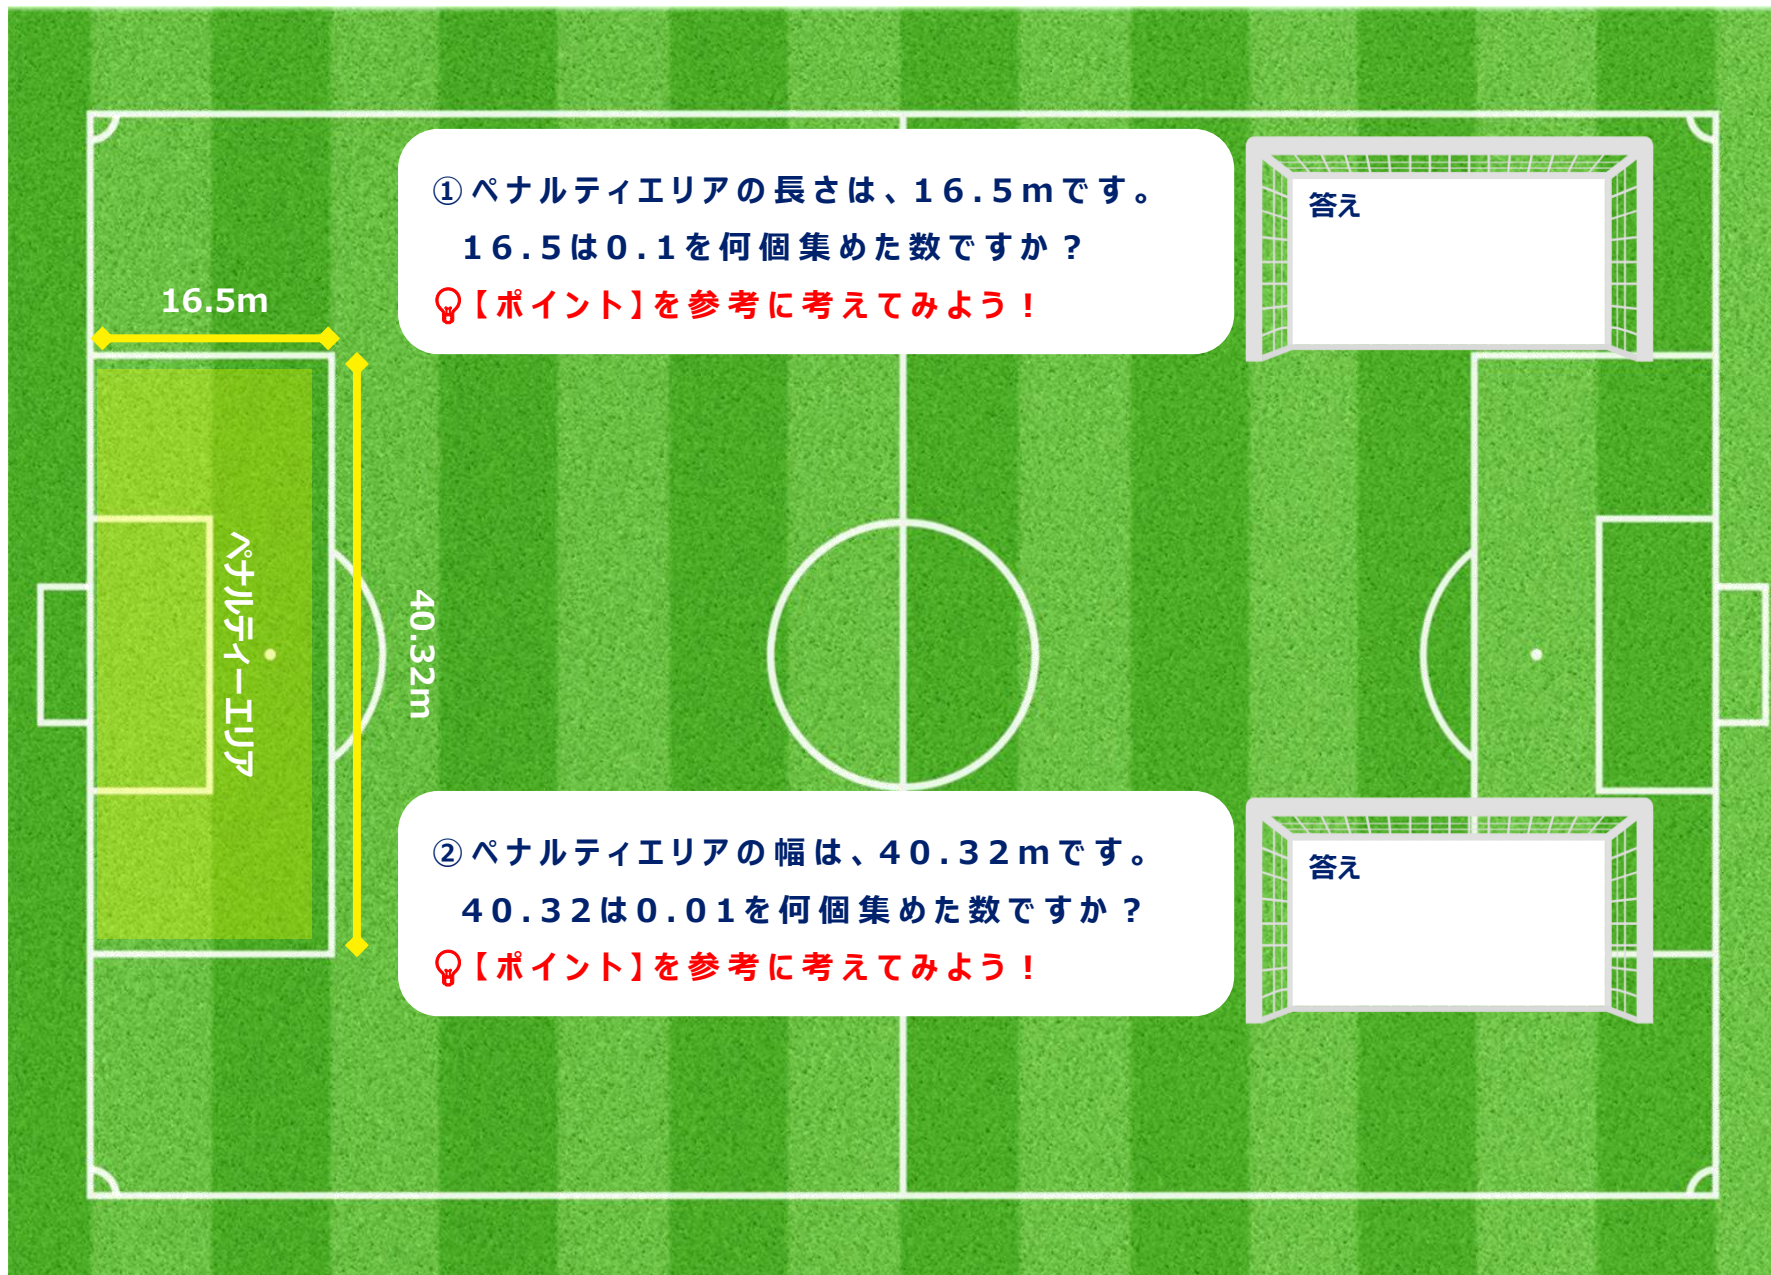 ①ペナルティエリアの長さは、16.5mです。
16.5は0.1を何個集めた数ですか？
【ポイント】を参考に考えてみよう！
答え
16.5m
ペナルティーエリア
40.32m
②ペナルティエリアの幅は、40.32mです。
40.32は0.01を何個集めた数ですか？
【ポイント】を参考に考えてみよう！
答え